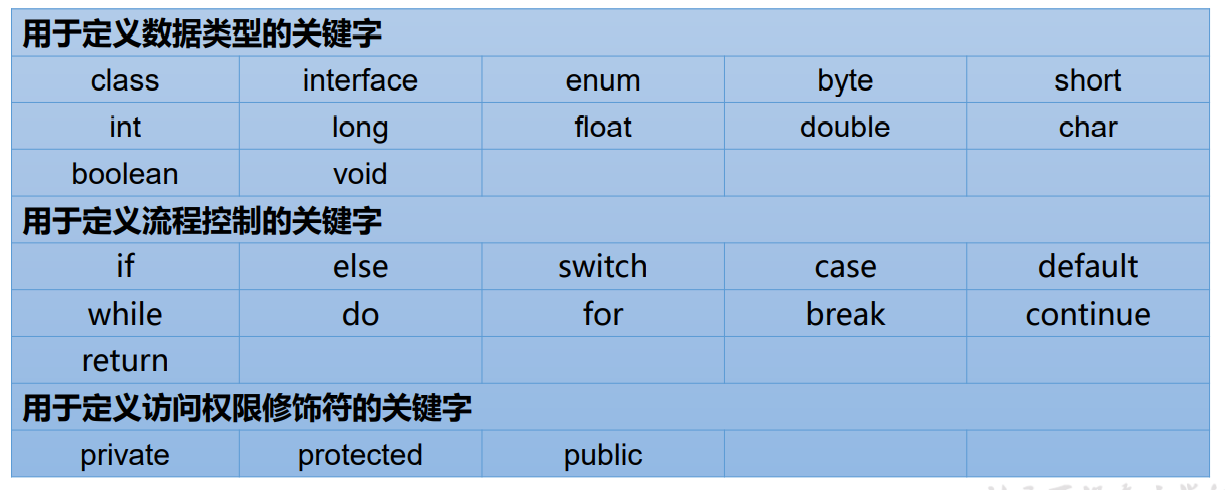 用于定义数据类型的关键字
class interface enum byte short
int long float double char
boolean void
用于定义流程控制的关键字
if else switch case default
while do for break continue
return
用于定义访问权限修饰符的关键字
private protected public